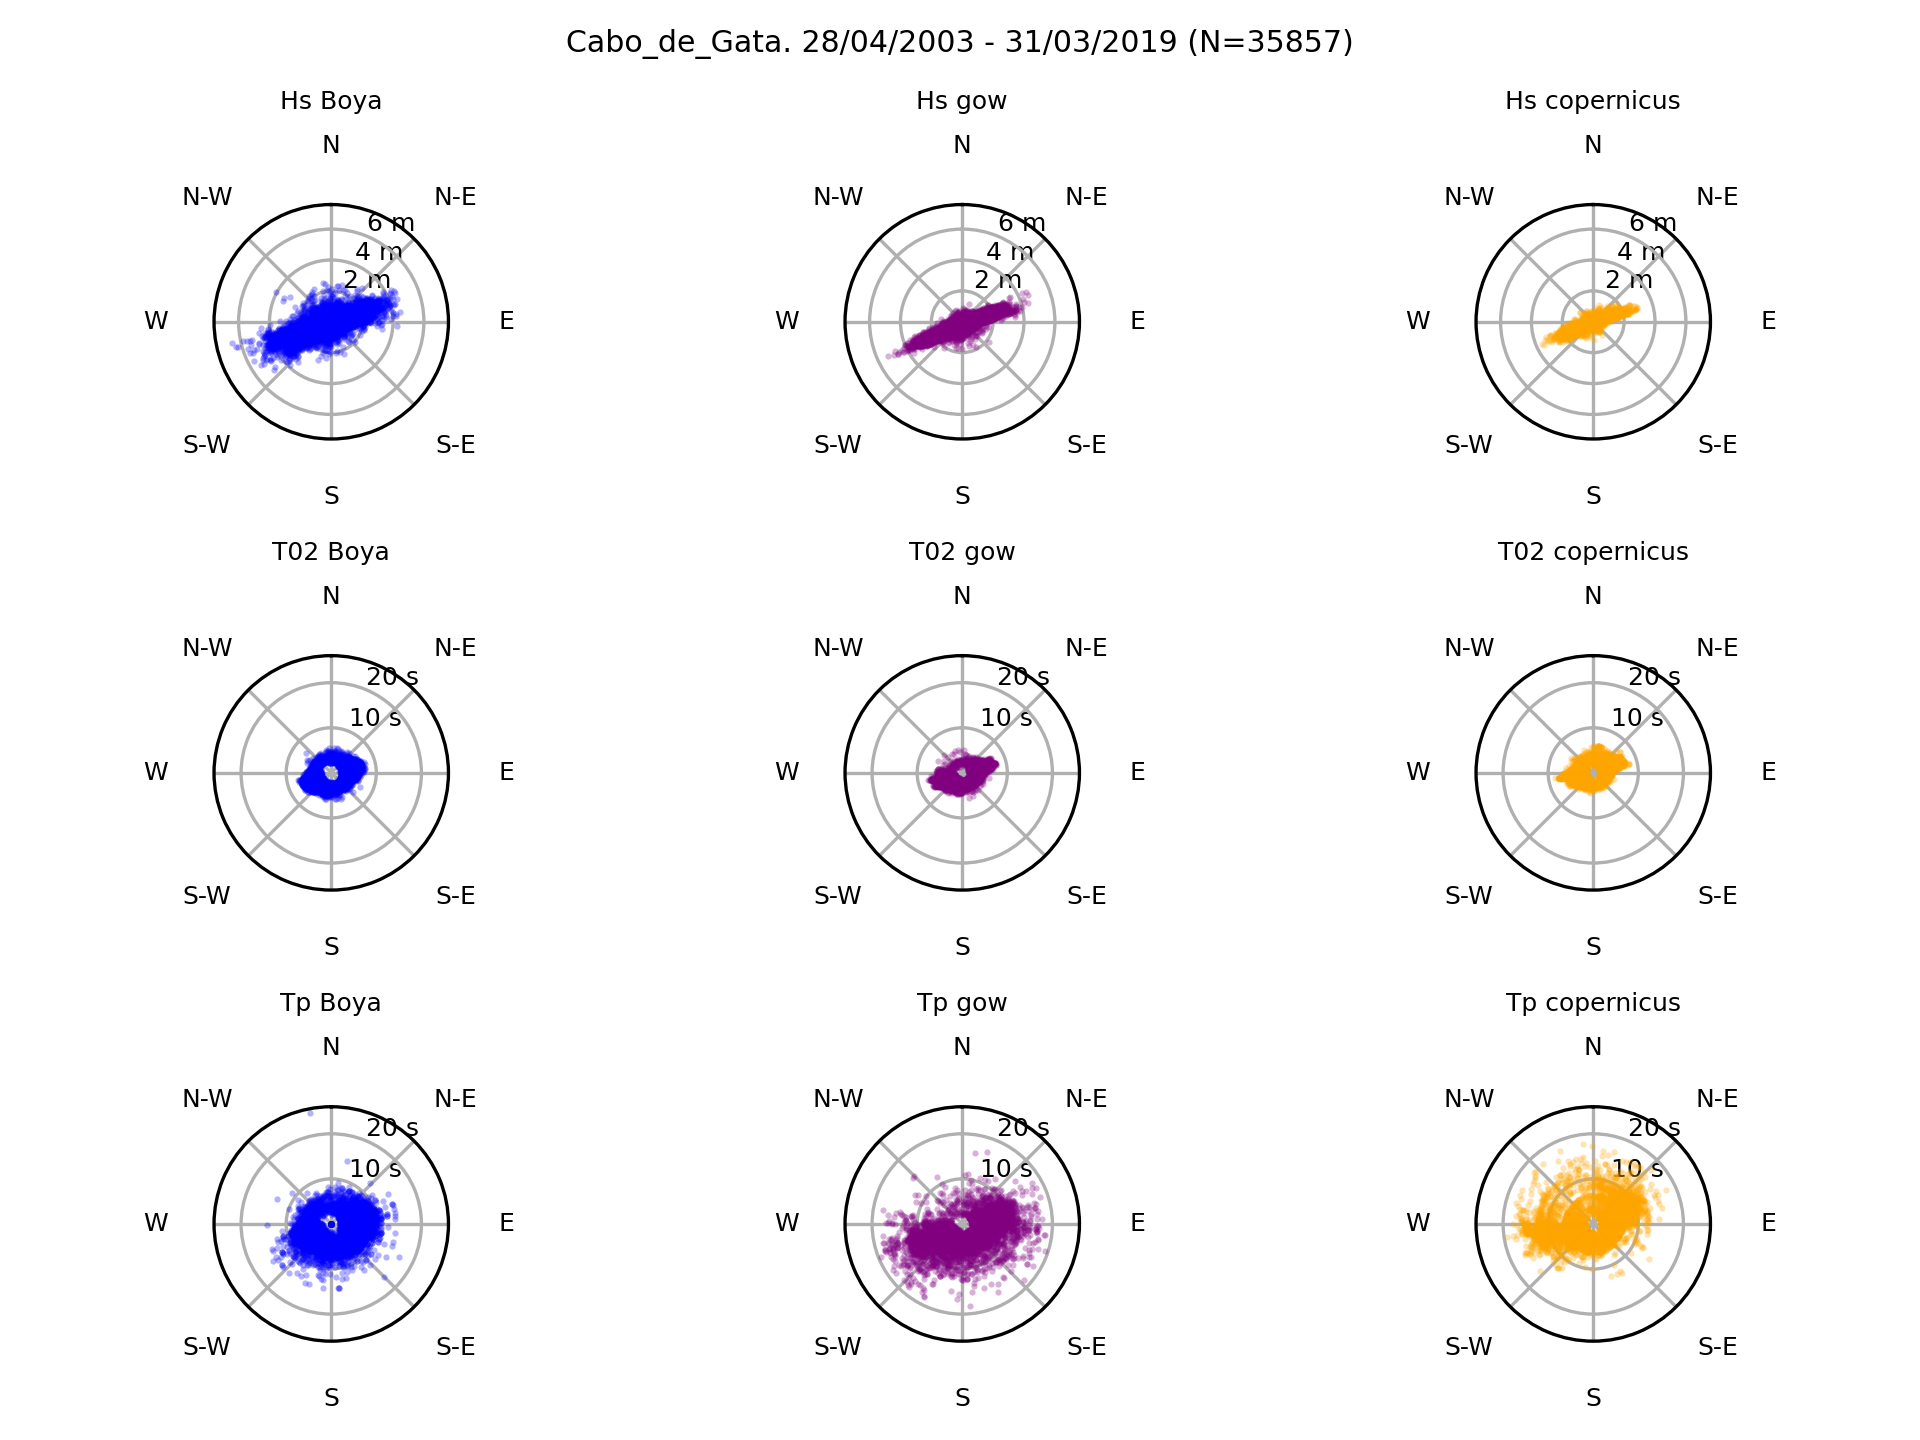 Cabo_de_Gata. 28/04/2003 - 31/03/2019 (N=35857)
Hs Boya
N
N-W
N-E
6 m
4 m
2 m
W
E
S-W
S-E
S
Hs gow
N
N-W
N-E
6 m
4 m
2 m
W
E
S-W
S-E
S
Hs copernicus
N
N-W
N-E
6 m
4 m
2 m
W
E
S-W
S-E
S
T02 Boya
N
N-W
N-E
20 s
10 s
W
E
S-W
S-E
S
T02 gow
N
N-W
N-E
20 s
10 s
W
E
S-W
S-E
S
T02 copernicus
N
N-W
N-E
20 s
10 s
W
E
S-W
S-E
S
Tp Boya
N
N-W
N-E
20 s
10 s
W
E
S-W
S-E
S
Tp gow
N
N-W
N-E
20 s
10 s
W
E
S-W
S-E
S
Tp copernicus
N
N-W
N-E
20 s
10 s
W
E
S-W
S-E
S